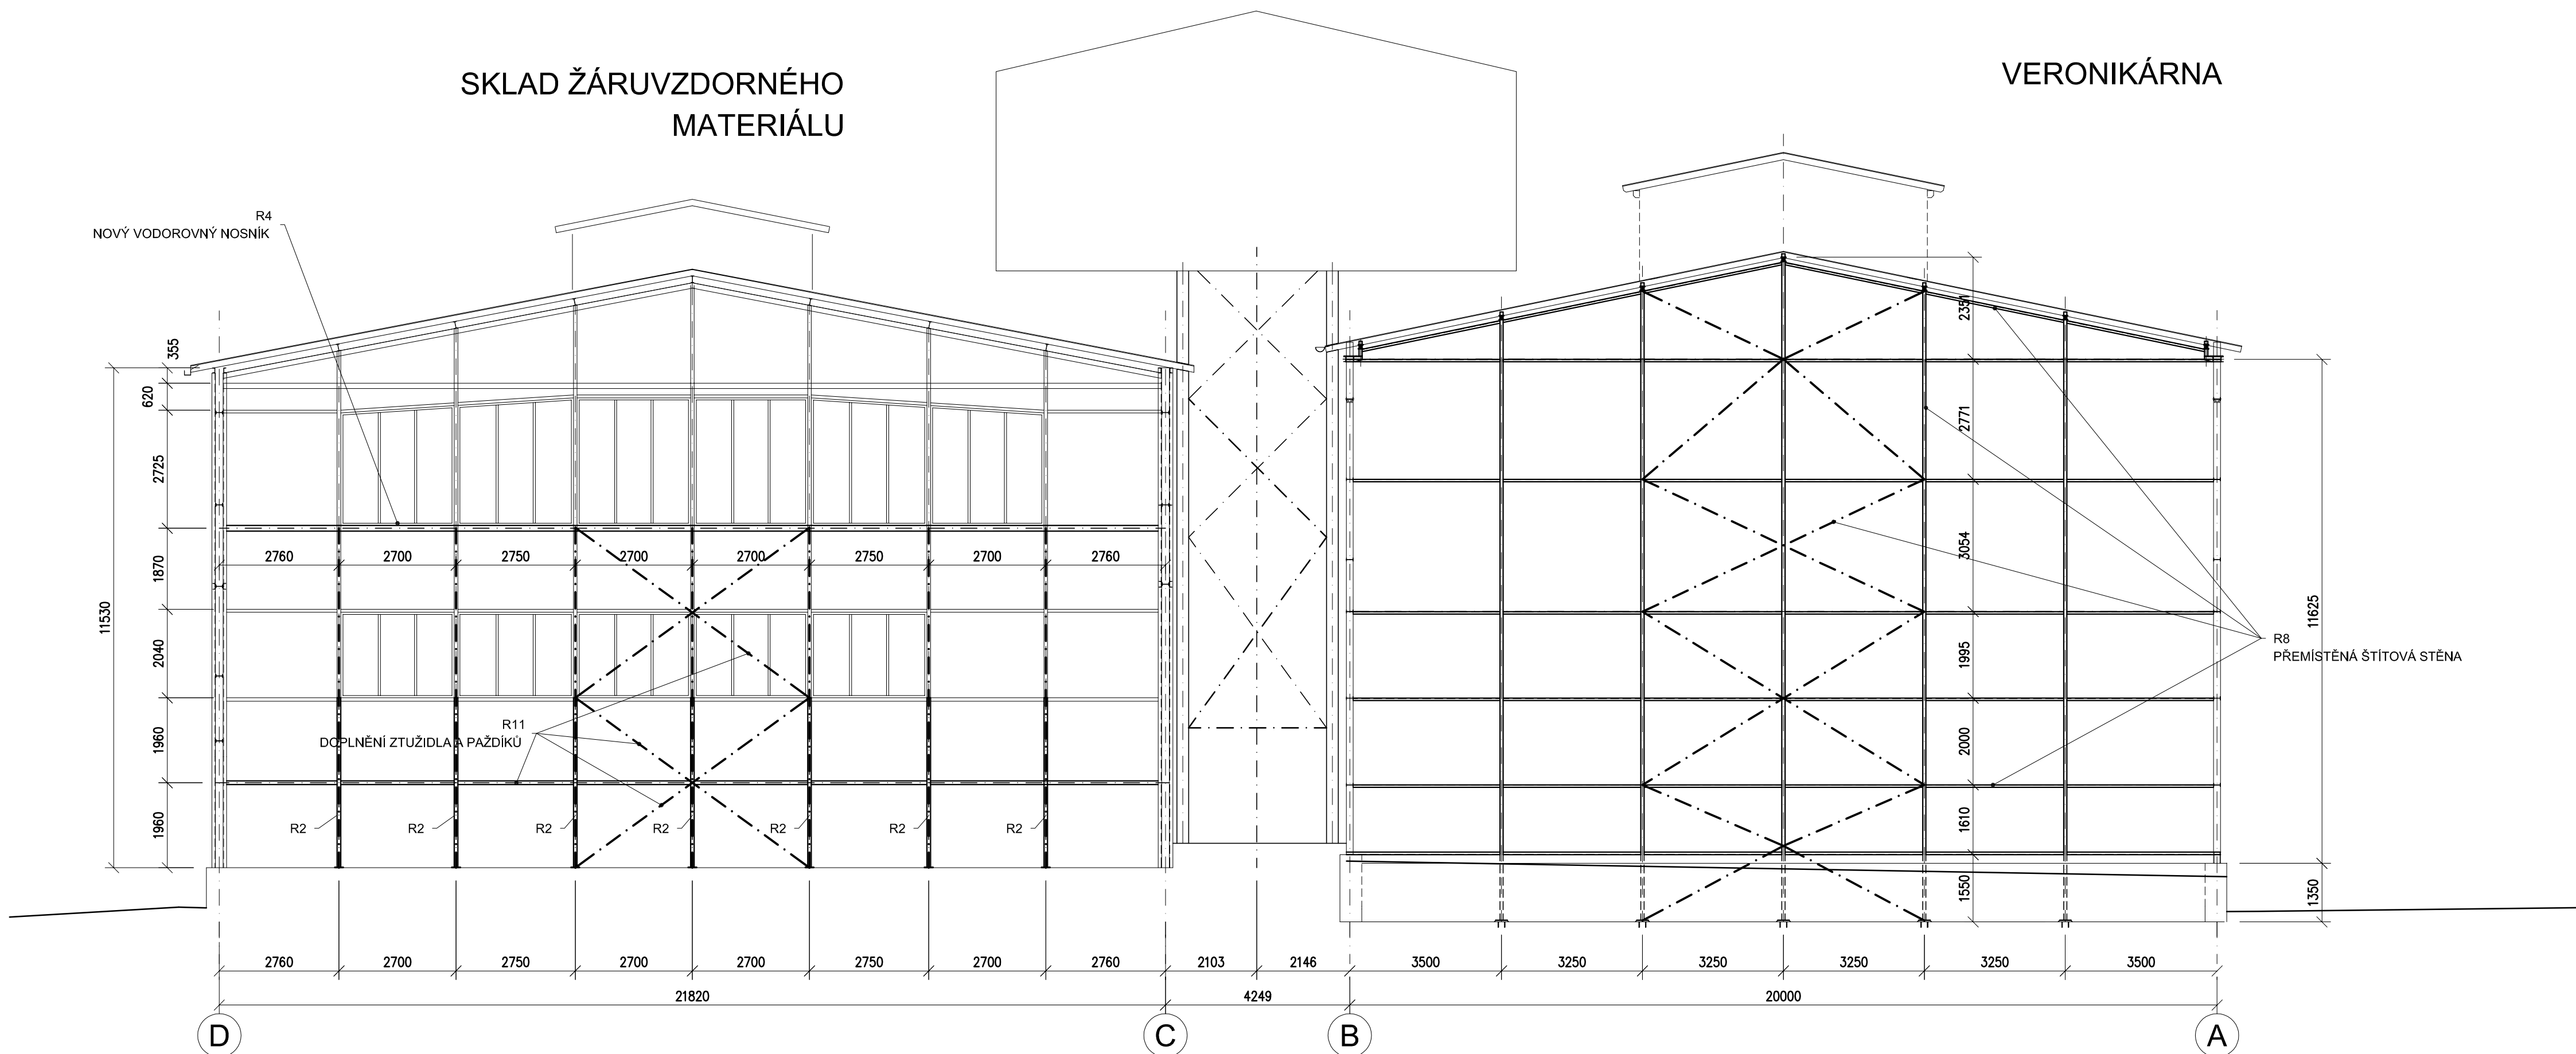 SKLAD ŽÁRUVZDORNÉHO
MATERIÁLU
VERONIKÁRNA
R4
NOVÝ VODOROVNÝ NOSNÍK
355
620
2725
1870
2040
1960
1960
11530
2760 2700 2750 2700 2700 2750 2700 2760
R11
DOPLNĚNÍ ZTUŽIDLA A PAŽDÍKŮ
R2 R2 R2 R2 R2 R2 R2
2351
2771
3054
1995
2000
1610
1550
11625
1350
R8
PŘEMÍSTĚNÁ ŠTÍTOVÁ STĚNA
2760 2700 2750 2700 2700 2750 2700 2760 2103 2146 3500 3250 3250 3250 3250 3500
21820 4249 20000
D C B A